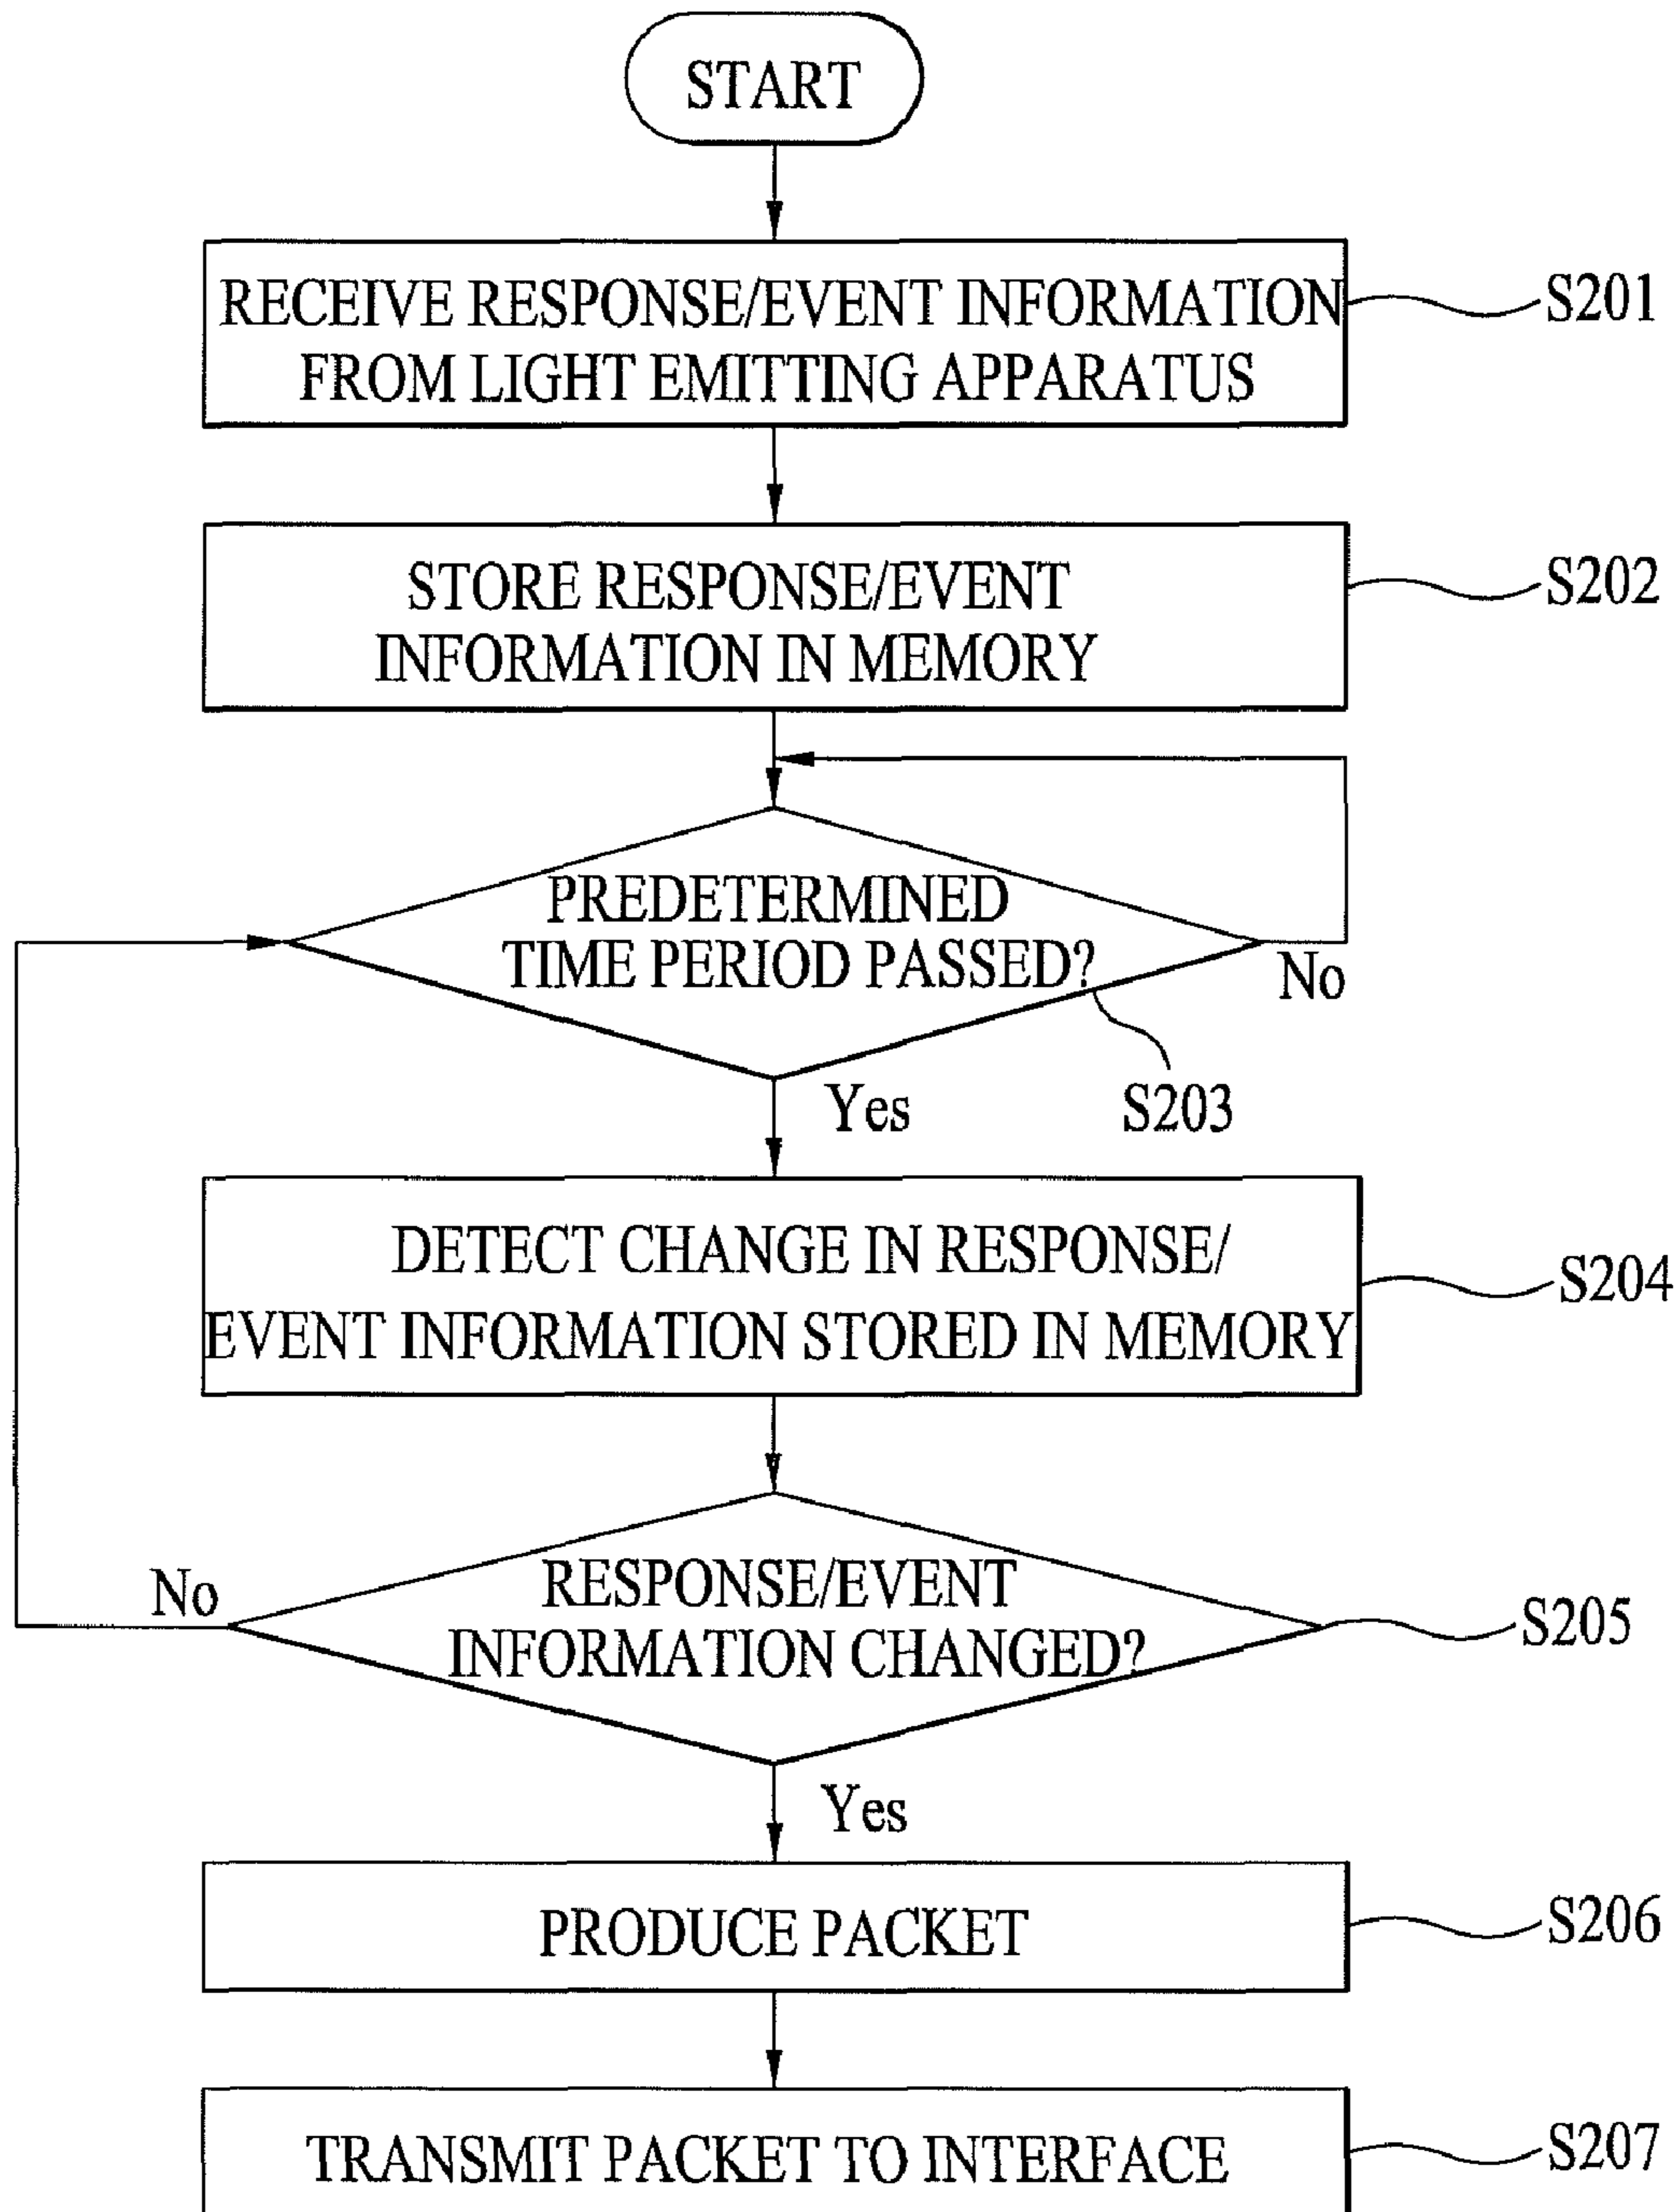 START
RECEIVE RESPONSE/EVENT INFORMATION
FROM LIGHT EMITTING APPARATUS
S201
STORE RESPONSE/EVENT
INFORMATION IN MEMORY
S202
PREDETERMINED
TIME PERIOD PASSED?
No
Yes
S203
DETECT CHANGE IN RESPONSE/
EVENT INFORMATION STORED IN MEMORY
S204
RESPONSE/EVENT
INFORMATION CHANGED?
No
S205
Yes
PRODUCE PACKET
S206
TRANSMIT PACKET TO INTERFACE
S207